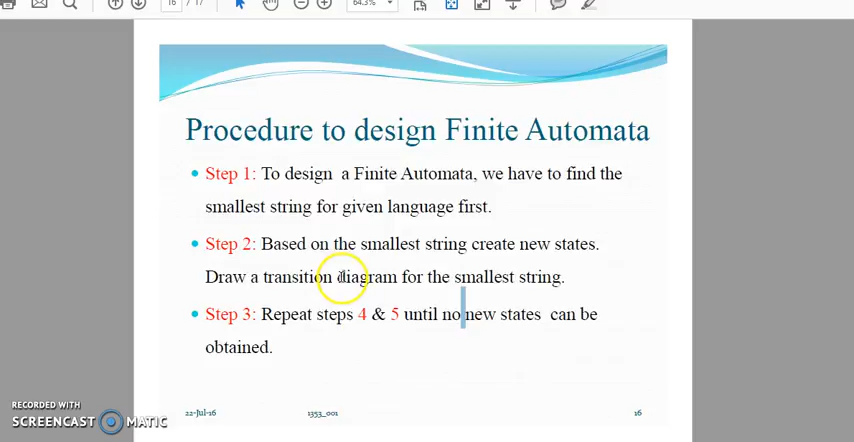 16 / 17
64.3%
Procedure to design Finite Automata
Step 1: To design a Finite Automata, we have to find the
smallest string for given language first.
Step 2: Based on the smallest string create new states.
Draw a transition diagram for the smallest string.
Step 3: Repeat steps 4 & 5 until no new states can be
obtained.
22-Jul-16
1353_001
16
RECORDED WITH
SCREENCAST MATIC